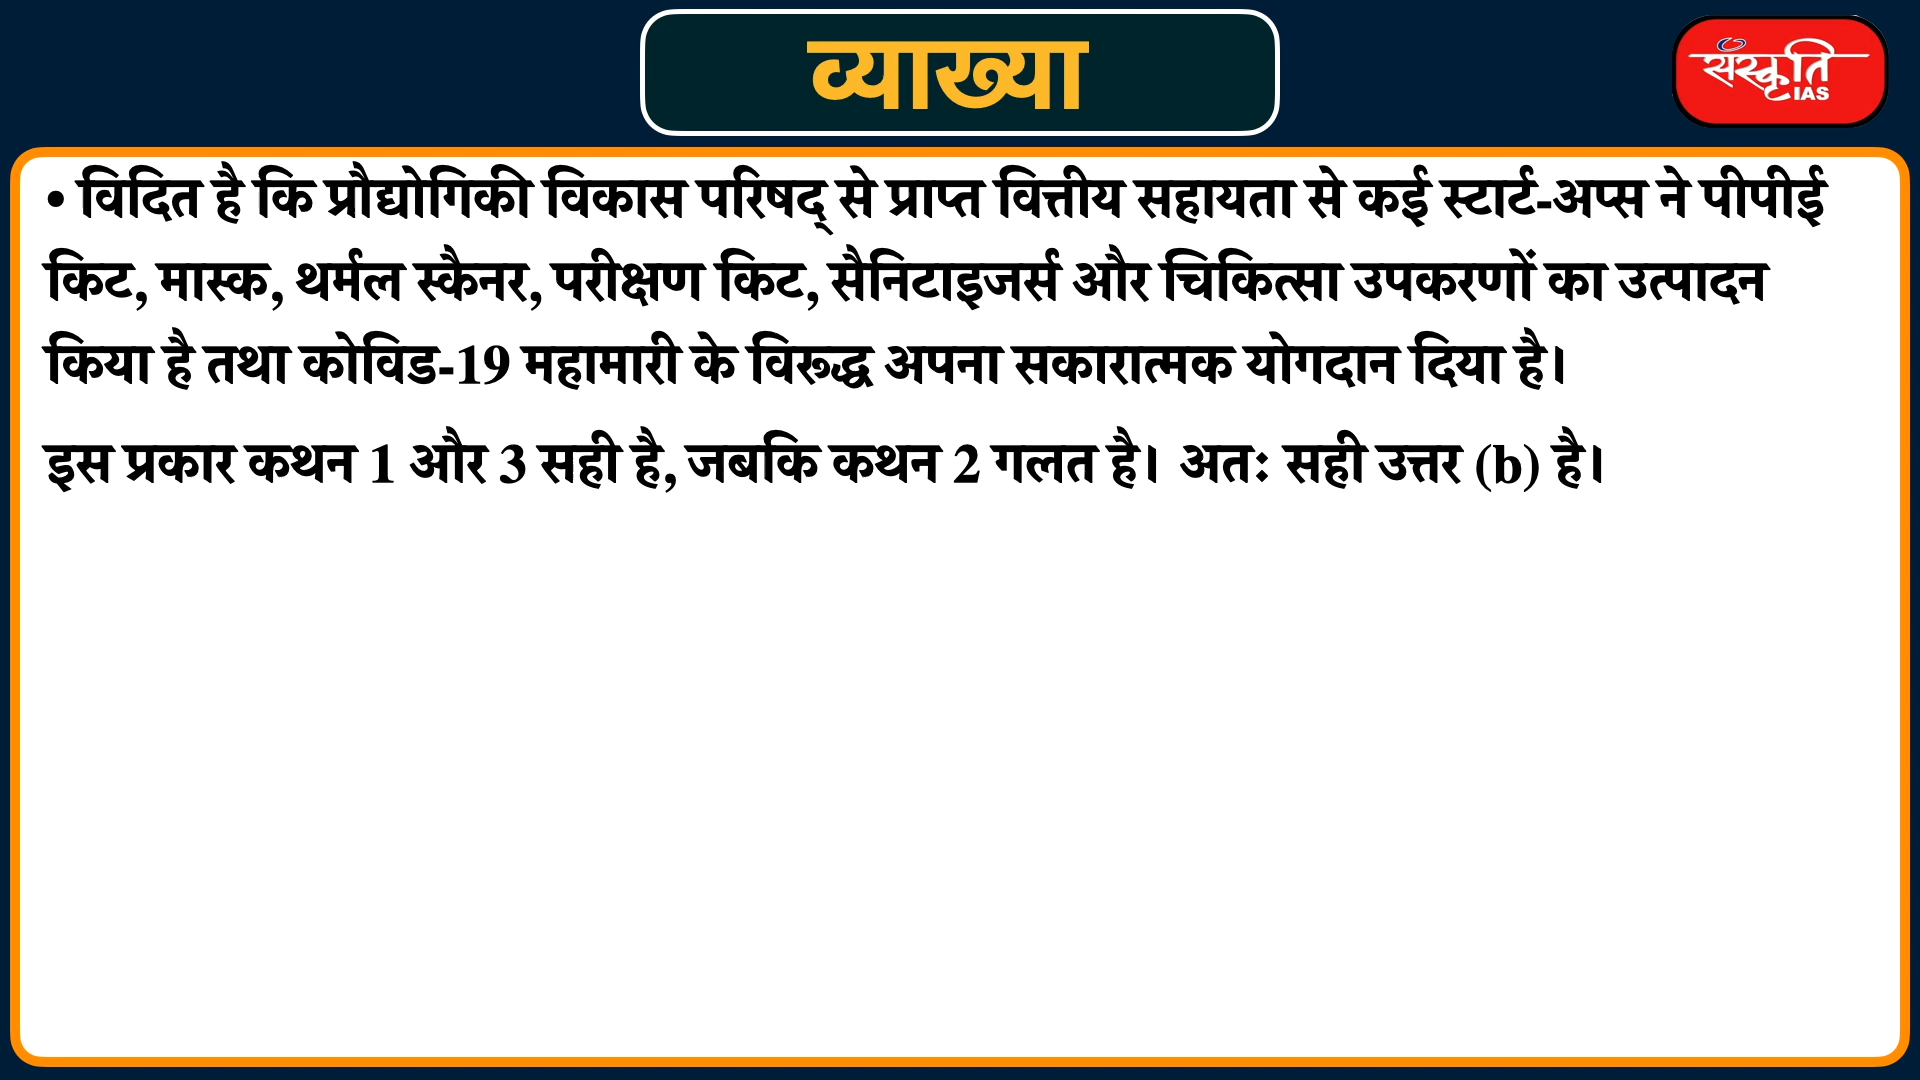 व्याख्या
संस्कृति
IAS
• विदित है कि प्रौद्योगिकी विकास परिषद् से प्राप्त वित्तीय सहायता से कई स्टार्ट-अप्स ने पीपीई
किट, मास्क, थर्मल स्कैनर, परीक्षण किट, सैनिटाइजर्स और चिकित्सा उपकरणों का उत्पादन
किया है तथा कोविड-19 महामारी के विरूद्ध अपना सकारात्मक योगदान दिया है।
इस प्रकार कथन 1 और 3 सही है, जबकि कथन 2 गलत है। अतः सही उत्तर (b) है।